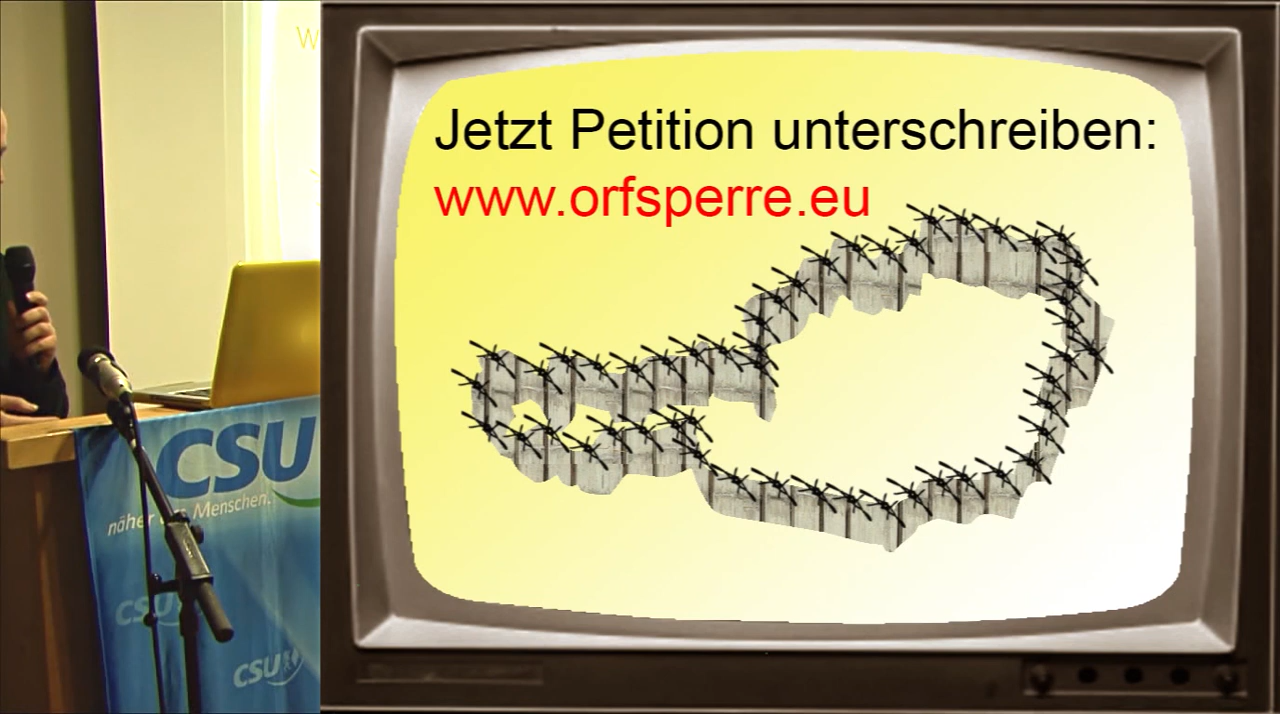 W
Jetzt Petition unterschreiben:
www.orfsperre.eu
CSU
näher am Menschen.
CSU
CSU